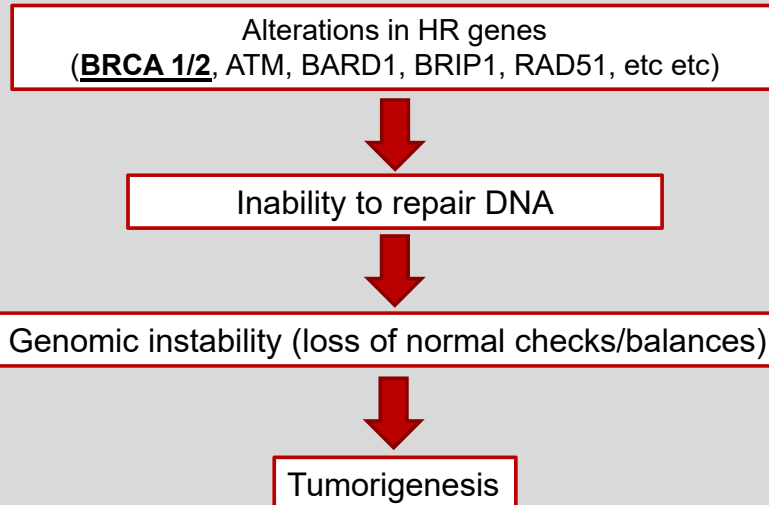 Alterations in HR genes
(BRCA 1/2, ATM, BARD1, BRIP1, RAD51, etc etc)
Inability to repair DNA
Genomic instability (loss of normal checks/balances)
Tumorigenesis